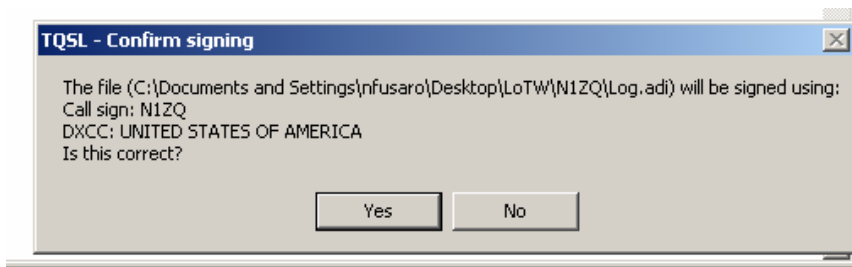 TQSL - Confirm signing
The file (C:\Documents and Settings\nfusaro\Desktop\LoTW\N1ZQ\Log.adi) will be signed using:
Call sign: N1ZQ
DXCC: UNITED STATES OF AMERICA
Is this correct?
Yes No